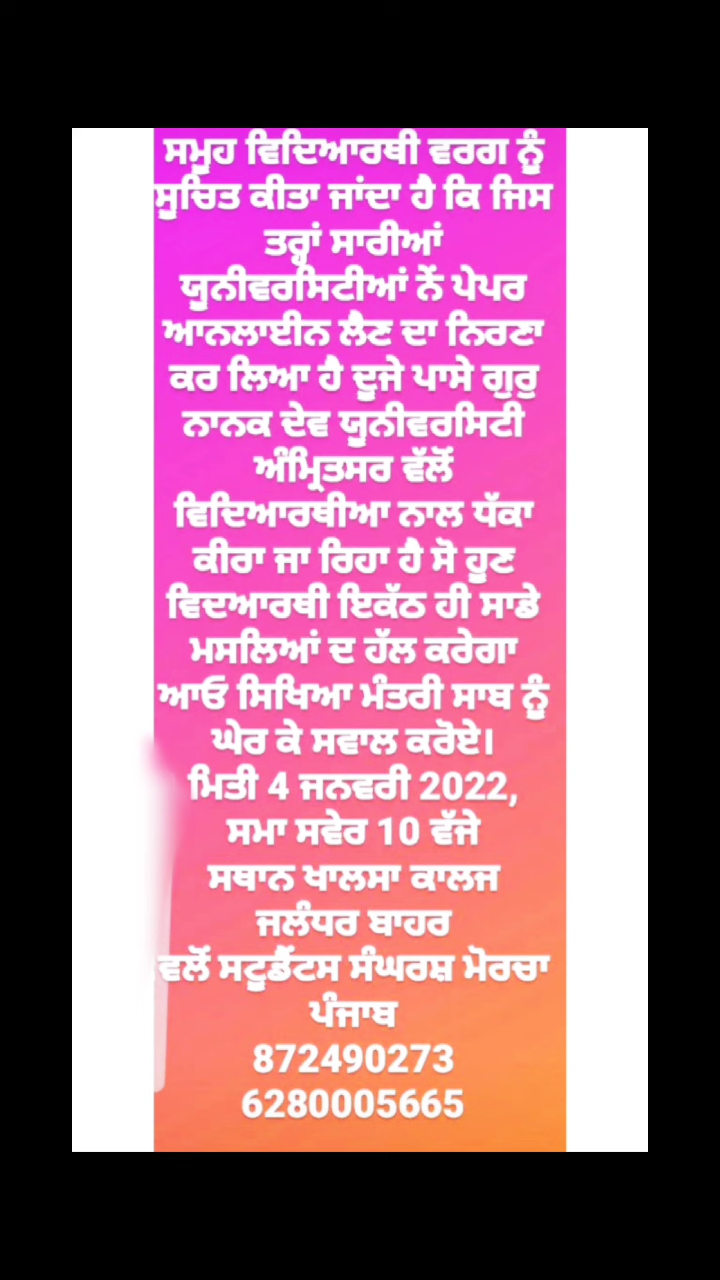 ਸਮੂਹ ਵਿਦਿਆਰਥੀ ਵਰਗ ਨੂੰ
ਸੂਚਿਤ ਕੀਤਾ ਜਾਂਦਾ ਹੈ ਕਿ ਜਿਸ
ਤਰ੍ਹਾਂ ਸਾਰੀਆਂ
ਯੂਨੀਵਰਸਿਟੀਆਂ ਨੇਂ ਪੇਪਰ
ਆਨਲਾਈਨ ਲੈਣ ਦਾ ਨਿਰਣਾ
ਕਰ ਲਿਆ ਹੈ ਦੂਜੇ ਪਾਸੇ ਗੁਰੂ
ਨਾਨਕ ਦੇਵ ਯੂਨੀਵਰਸਿਟੀ
ਅੰਮ੍ਰਿਤਸਰ ਵੱਲੋਂ
ਵਿਦਿਆਰਥੀਆ ਨਾਲ ਧੱਕਾ
ਕੀਰਾ ਜਾ ਰਿਹਾ ਹੈ ਸੋ ਹੂਣ
ਵਿਦਆਰਥੀ ਇਕੱਠ ਹੀ ਸਾਡੇ
ਮਸਲਿਆਂ ਦ ਹੱਲ ਕਰੇਗਾ
ਆਓ ਸਿਖਿਆ ਮੰਤਰੀ ਸਾਬ ਨੂੰ
ਘੇਰ ਕੇ ਸਵਾਲ ਕਰੋਏ।
ਮਿਤੀ 4 ਜਨਵਰੀ 2022,
ਸਮਾ ਸਵੇਰ 10 ਵੱਜੇ
ਸਥਾਨ ਖਾਲਸਾ ਕਾਲਜ
ਜਲੰਧਰ ਬਾਹਰ
ਵਲੋਂ ਸਟੂਡੈਂਟਸ ਸੰਘਰਸ਼ ਮੋਰਚਾ
ਪੰਜਾਬ
872490273
6280005665